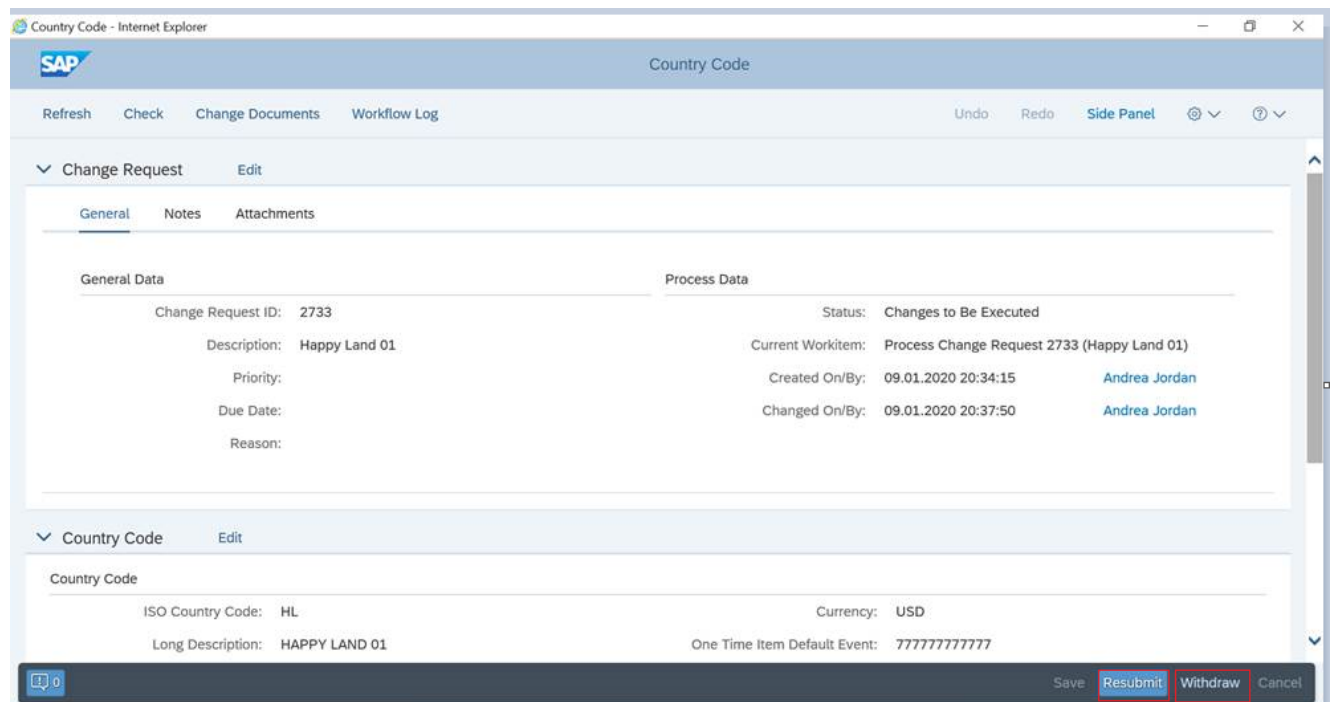 Country Code - Internet Explorer
SAP Country Code
Refresh Check Change Documents Workflow Log Undo Redo Side Panel
Change Request Edit
General Notes Attachments
General Data Process Data
Change Request ID: 2733 Status: Changes to Be Executed
Description: Happy Land 01 Current Workitem: Process Change Request 2733 (Happy Land 01)
Priority: Created On/By: 09.01.2020 20:34:15 Andrea Jordan
Due Date: Changed On/By: 09.01.2020 20:37:50 Andrea Jordan
Reason:
Country Code Edit
Country Code
ISO Country Code: HL Currency: USD
Long Description: HAPPY LAND 01 One Time Item Default Event: 777777777777
0 Save Resubmit Withdraw Cancel